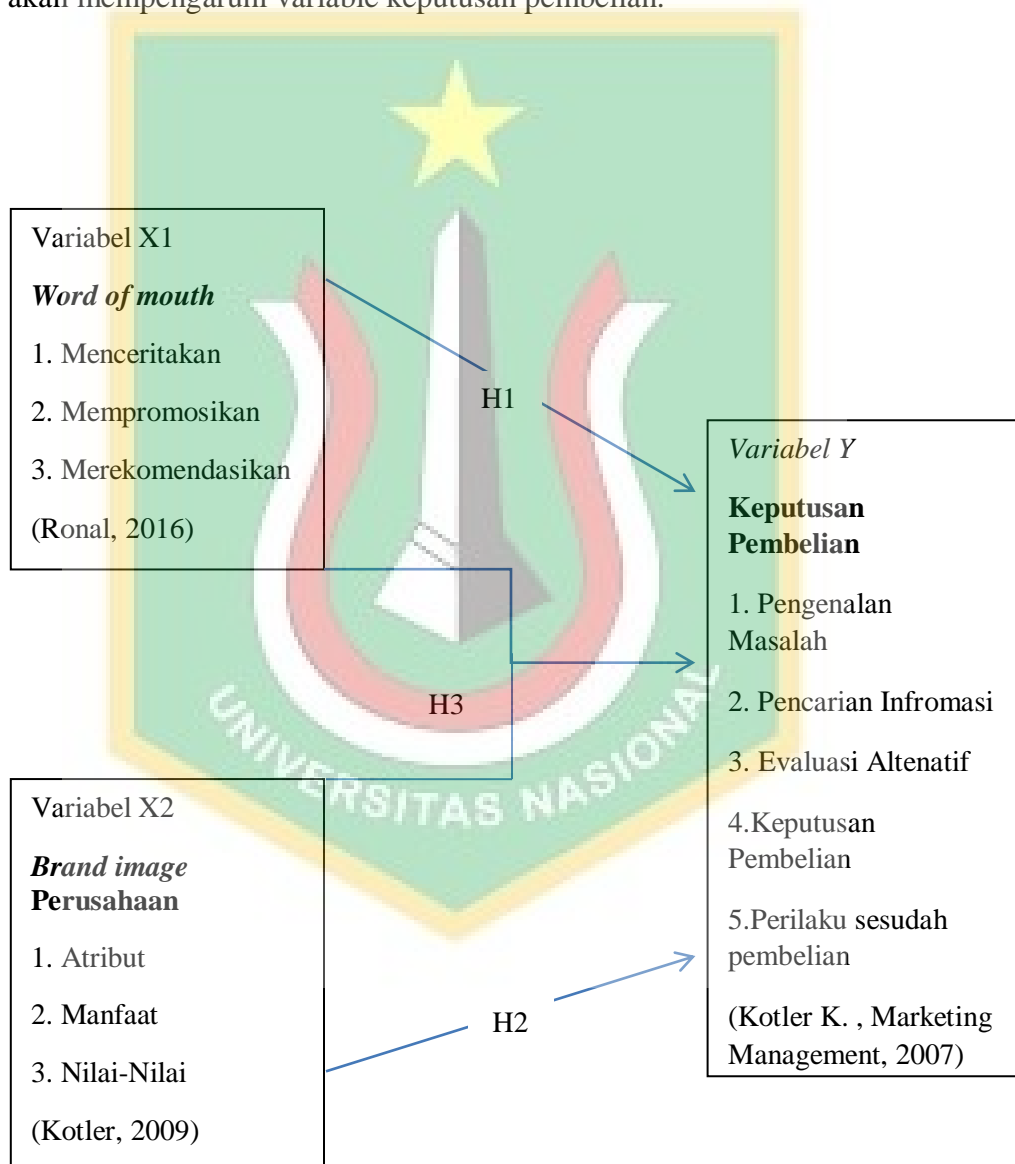 akan mempengaruhi variable keputusan pembelian.
Variabel X1
Word of mouth
1. Menceritakan
2. Mempromosikan
3. Merekomendasikan
(Ronal, 2016)
H1
Variabel Y
Keputusan
Pembelian
1. Pengenalan
Masalah
2. Pencarian Infromasi
3. Evaluasi Altenatif
4.Keputusan
Pembelian
5.Perilaku sesudah
pembelian
(Kotler K. , Marketing
Management, 2007)
H3
UNIVERSITAS NASIONAL
Variabel X2
Brand image
Perusahaan
1. Atribut
2. Manfaat
3. Nilai-Nilai
(Kotler, 2009)
H2